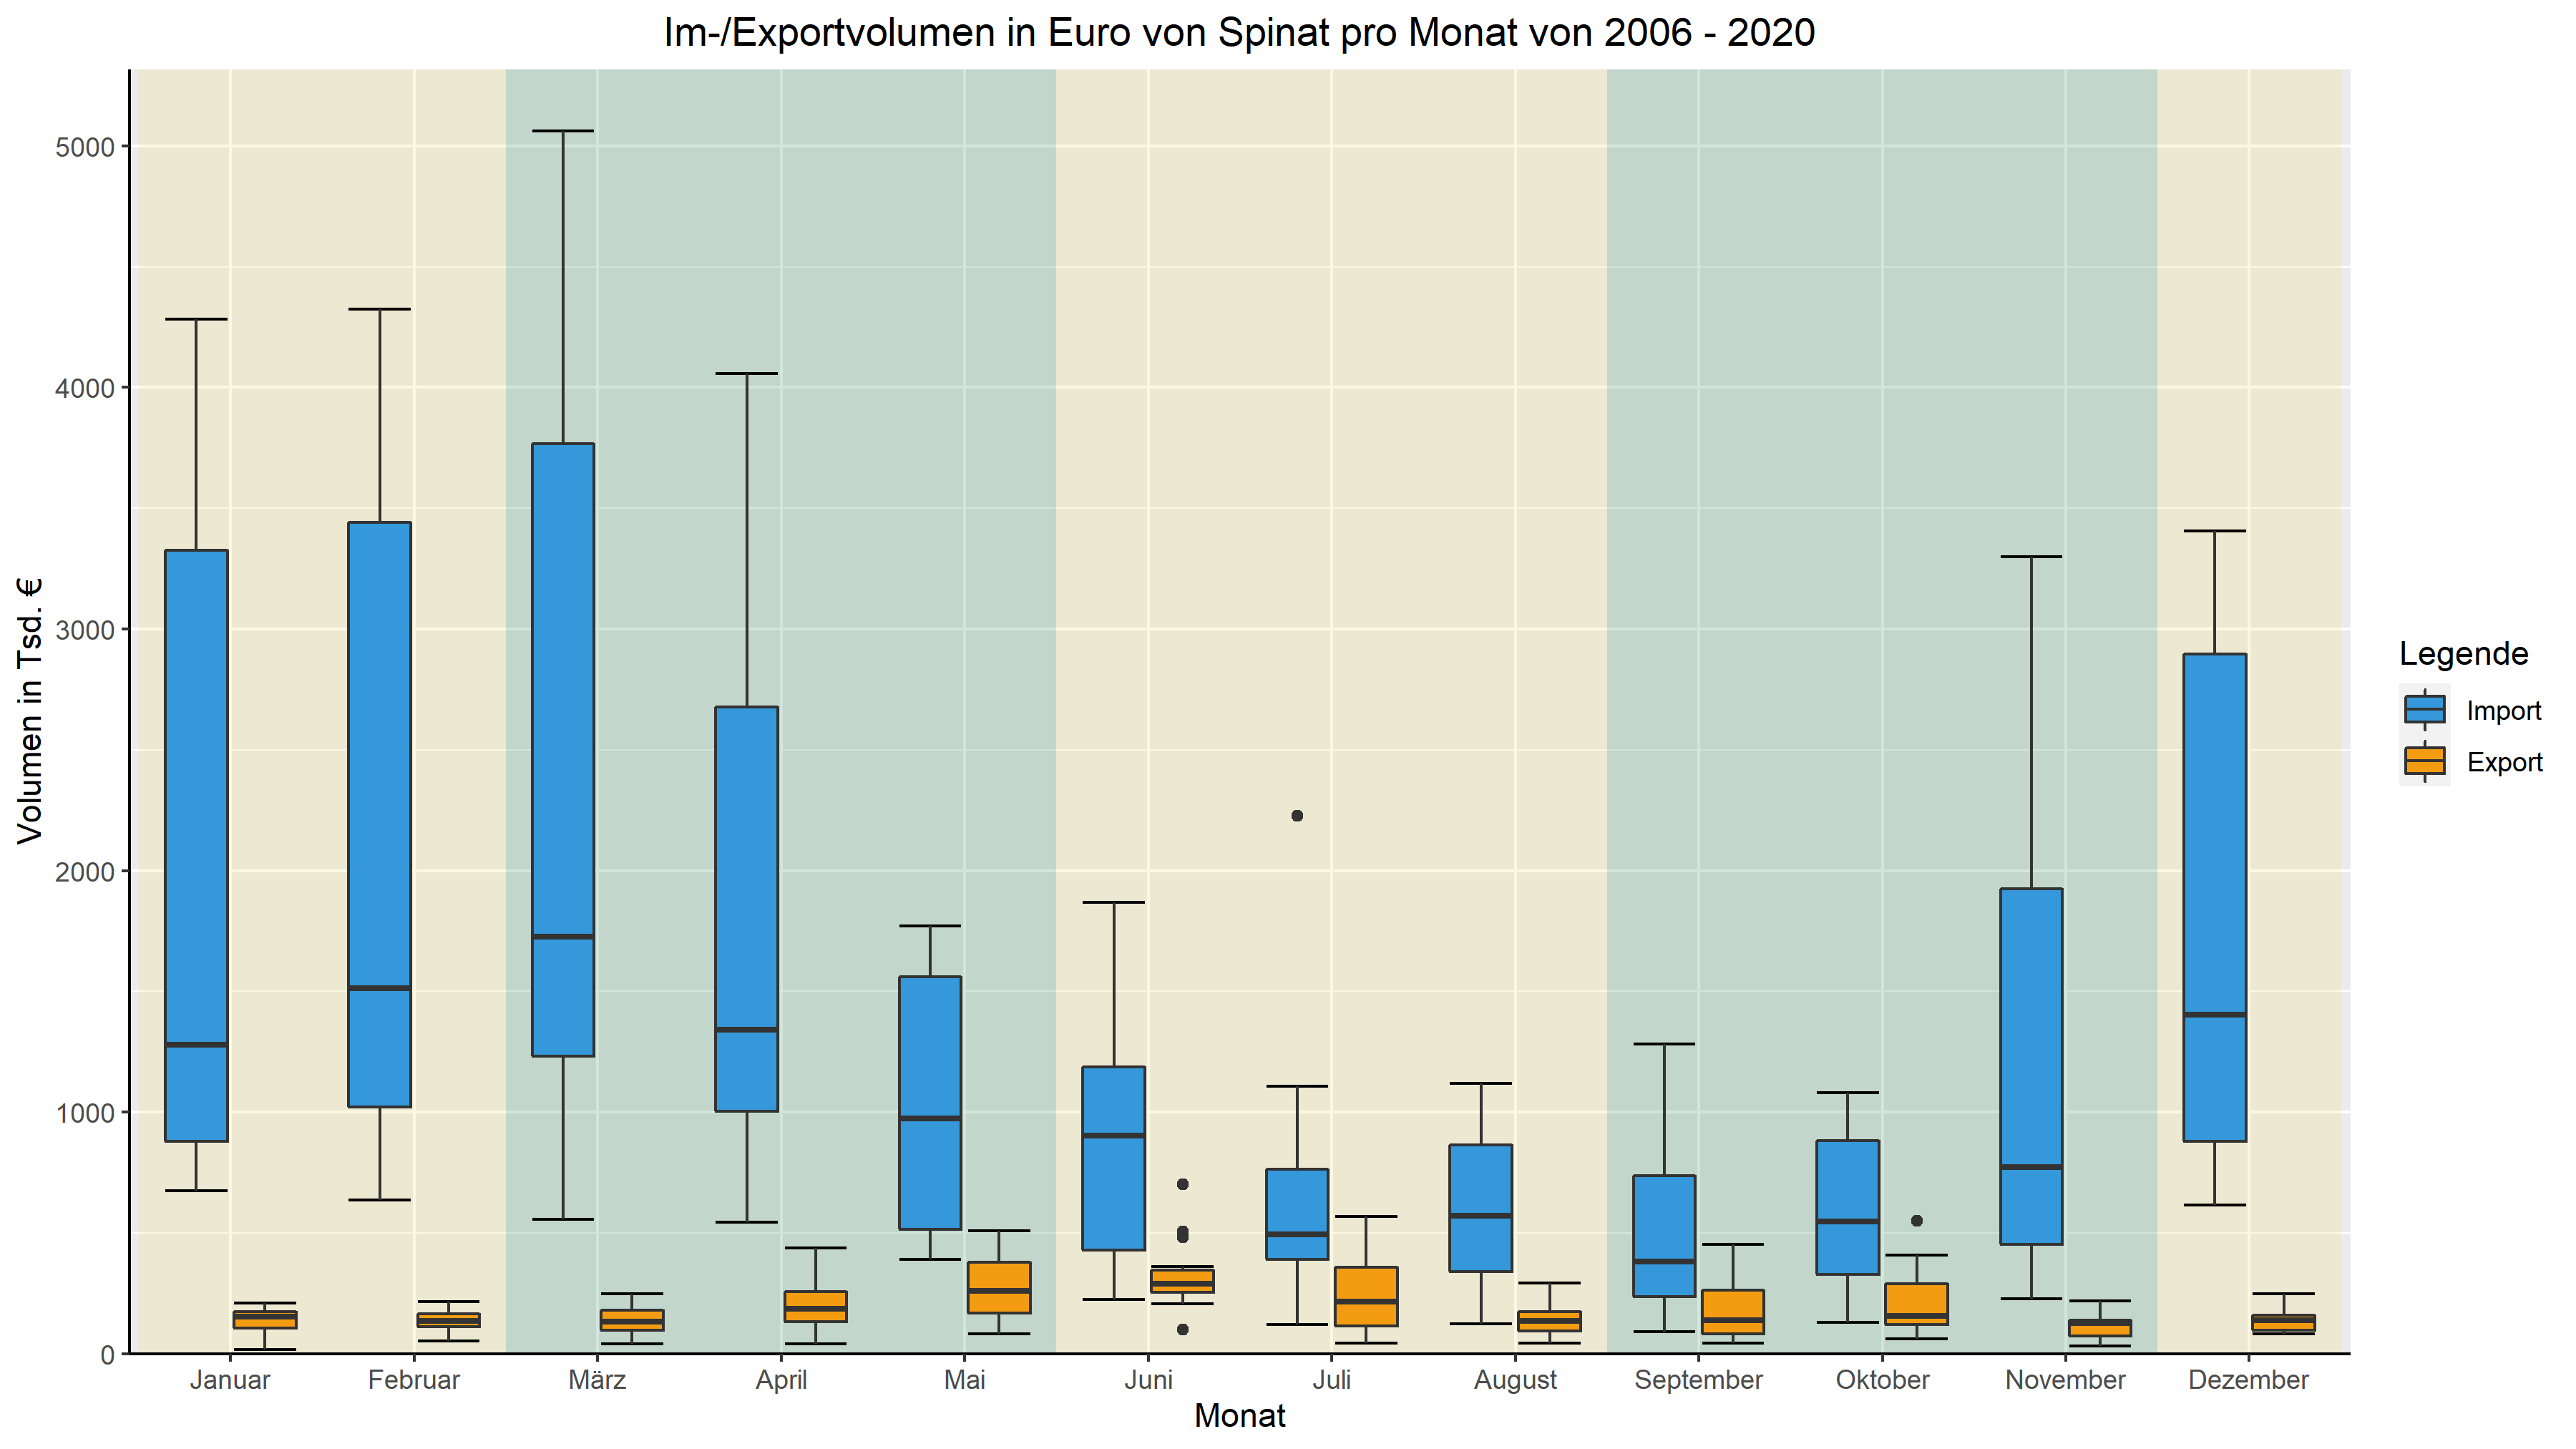 Im-/Exportvolumen in Euro von Spinat pro Monat von 2006 - 2020
Volumen in Tsd. €
5000
4000
3000
2000
1000
0
Januar
Februar
März
April
Mai
Juni
Juli
August
September
Oktober
November
Dezember
Monat
Legende
Import
Export